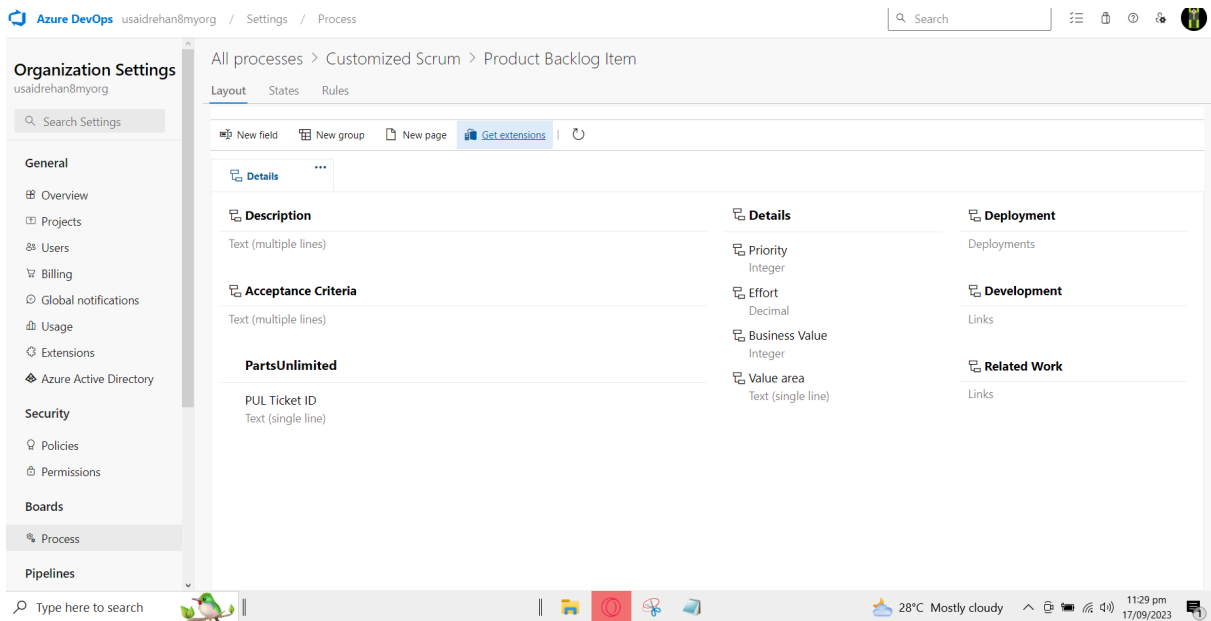 Azure DevOps usaidrehan8myorg / Settings / Process
Search
Organization Settings
usaidrehan8myorg
Search Settings
General
Overview
Projects
Users
Billing
Global notifications
Usage
Extensions
Azure Active Directory
Security
Policies
Permissions
Boards
Process
Pipelines
All processes > Customized Scrum > Product Backlog Item
Layout States Rules
New field New group New page Get extensions
Details
Description
Text (multiple lines)
Acceptance Criteria
Text (multiple lines)
PartsUnlimited
PUL Ticket ID
Text (single line)
Details
Priority
Integer
Effort
Decimal
Business Value
Integer
Value area
Text (single line)
Deployment
Deployments
Development
Links
Related Work
Links
Type here to search
28°C Mostly cloudy
11:29 pm
17/09/2023
1